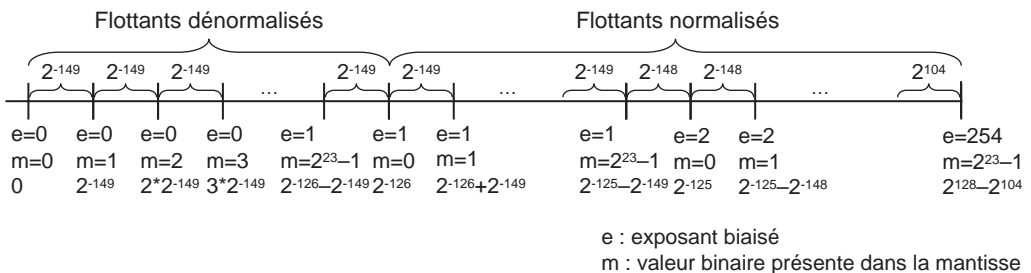 Flottants dénormalisés Flottants normalisés
2-149 2-149 2-149 2-149 2-149 2-149 2-148 2-148 2104
... ... ...
e=0 e=0 e=0 e=0 e=1 e=1 e=1 e=1 e=2 e=2 e=254
m=0 m=1 m=2 m=3 m=2²³–1 m=0 m=1 m=2²³–1 m=0 m=1 m=2²³–1
0 2-149 2*2-149 3*2-149 2-126–2-149 2-126 2-126+2-149 2-125–2-149 2-125 2-125–2-148 2128–2104
e : exposant biaisé
m : valeur binaire présente dans la mantisse